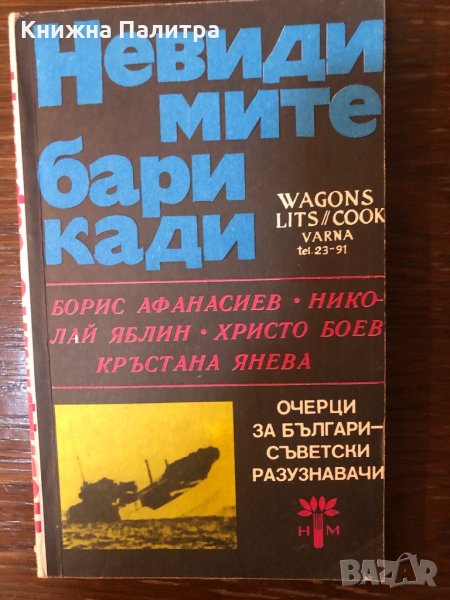 Книжна Палитра
Невиди
мите
бари
кади
WAGONS
LITS//COOK
VARNA
tel. 23-91
БОРИС АФАНАСИЕВ • НИКО-
ЛАЙ ЯБЛИН • ХРИСТО БОЕВ
КРЪСТАНА ЯНЕВА
ОЧЕРЦИ
ЗА БЪЛГАРИ-
СЪВЕТСКИ
РАЗУЗНАВАЧИ
Н М
BAZAR